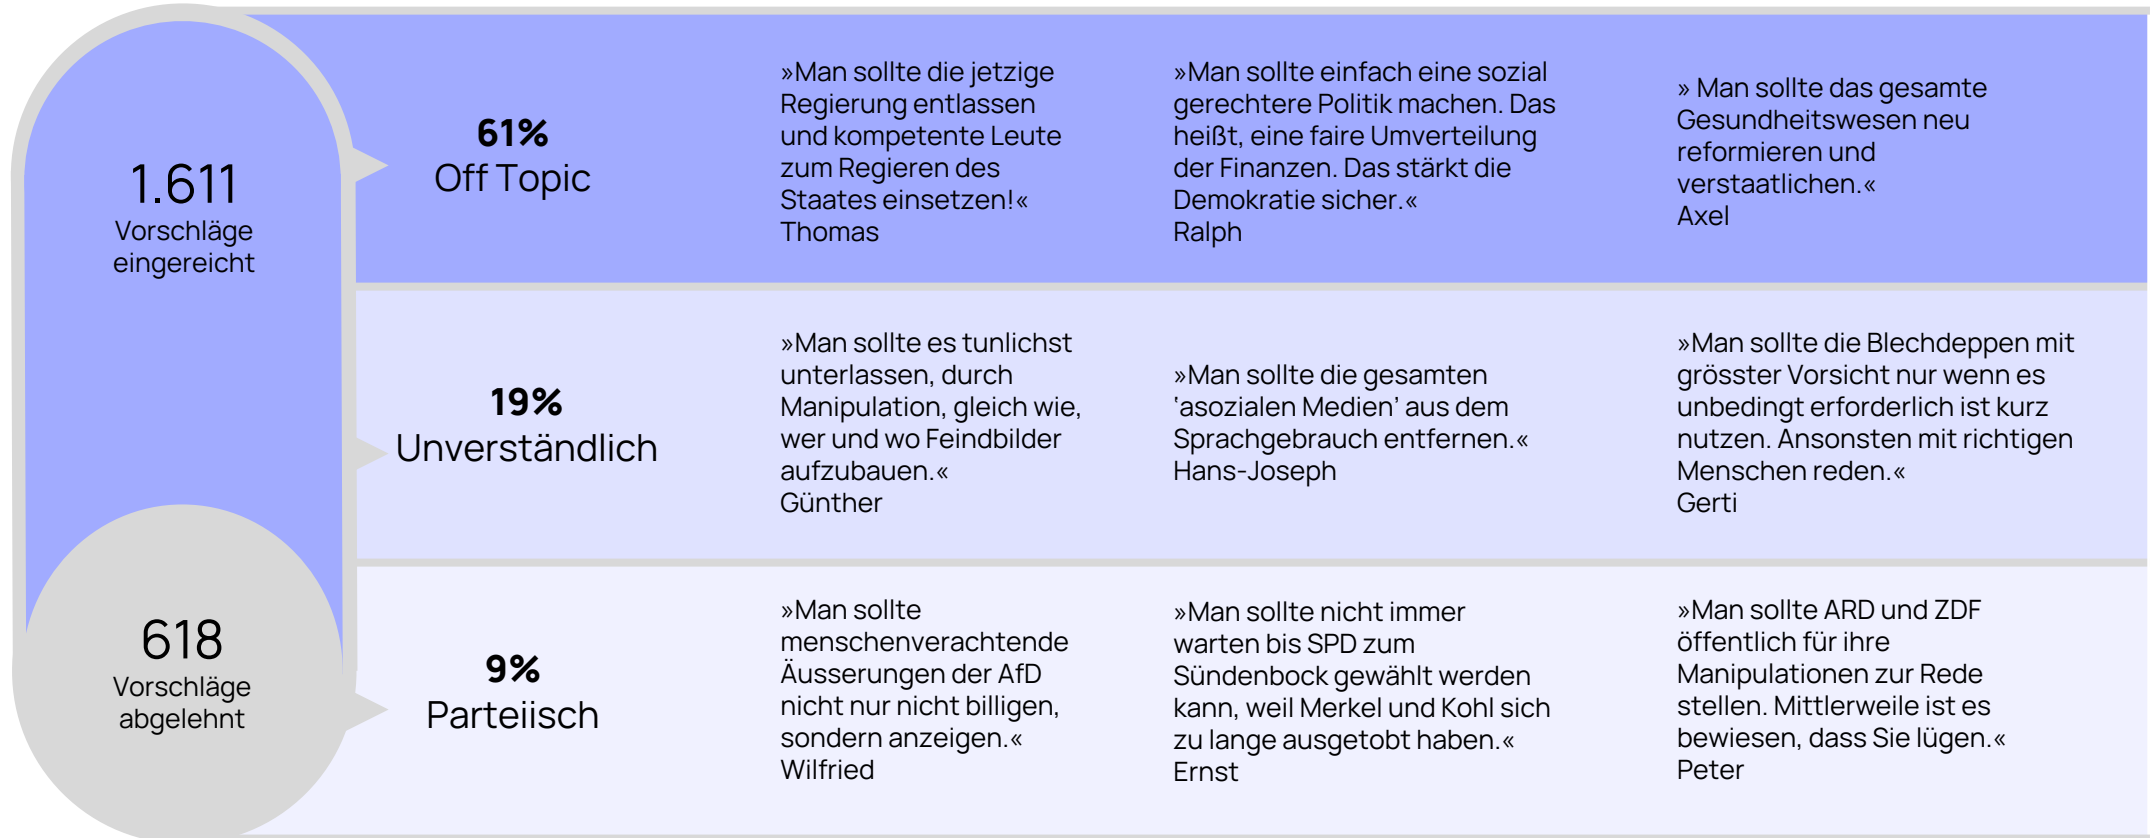 1.611
Vorschläge
eingereicht
618
Vorschläge
abgelehnt
61%
Off Topic
»Man sollte die jetzige
Regierung entlassen
und kompetente Leute
zum Regieren des
Staates einsetzen!«
Thomas
»Man sollte einfach eine sozial
gerechtere Politik machen. Das
heißt, eine faire Umverteilung
der Finanzen. Das stärkt die
Demokratie sicher.«
Ralph
» Man sollte das gesamte
Gesundheitswesen neu
reformieren und
verstaatlichen.«
Axel
19%
Unverständlich
»Man sollte es tunlichst
unterlassen, durch
Manipulation, gleich wie,
wer und wo Feindbilder
aufzubauen.«
Günther
»Man sollte die gesamten
‘asozialen Medien’ aus dem
Sprachgebrauch entfernen.«
Hans-Joseph
»Man sollte die Blechdeppen mit
grösster Vorsicht nur wenn es
unbedingt erforderlich ist kurz
nutzen. Ansonsten mit richtigen
Menschen reden.«
Gerti
9%
Parteiisch
»Man sollte
menschenverachtende
Äusserungen der AfD
nicht nur nicht billigen,
sondern anzeigen.«
Wilfried
»Man sollte nicht immer
warten bis SPD zum
Sündenbock gewählt werden
kann, weil Merkel und Kohl sich
zu lange ausgetobt haben.«
Ernst
»Man sollte ARD und ZDF
öffentlich für ihre
Manipulationen zur Rede
stellen. Mittlerweile ist es
bewiesen, dass Sie lügen.«
Peter